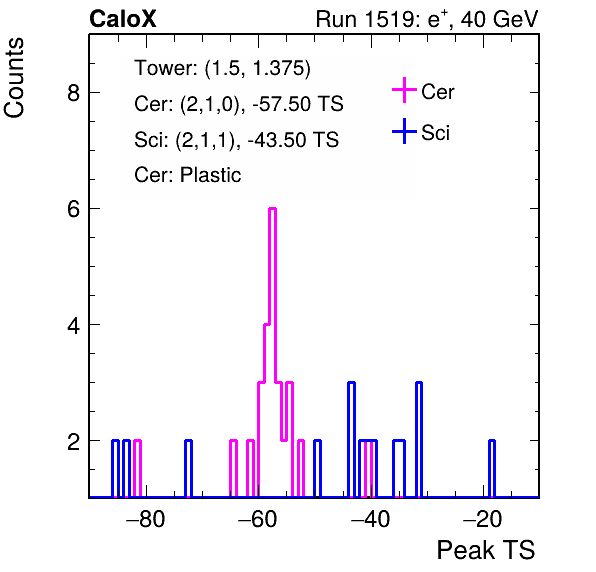 CaloX Run 1519: e⁺, 40 GeV
Counts
Tower: (1.5, 1.375)
Cer: (2,1,0), -57.50 TS
Sci: (2,1,1), -43.50 TS
Cer: Plastic
Cer
Sci
8
6
4
2
−80 −60 −40 −20
Peak TS